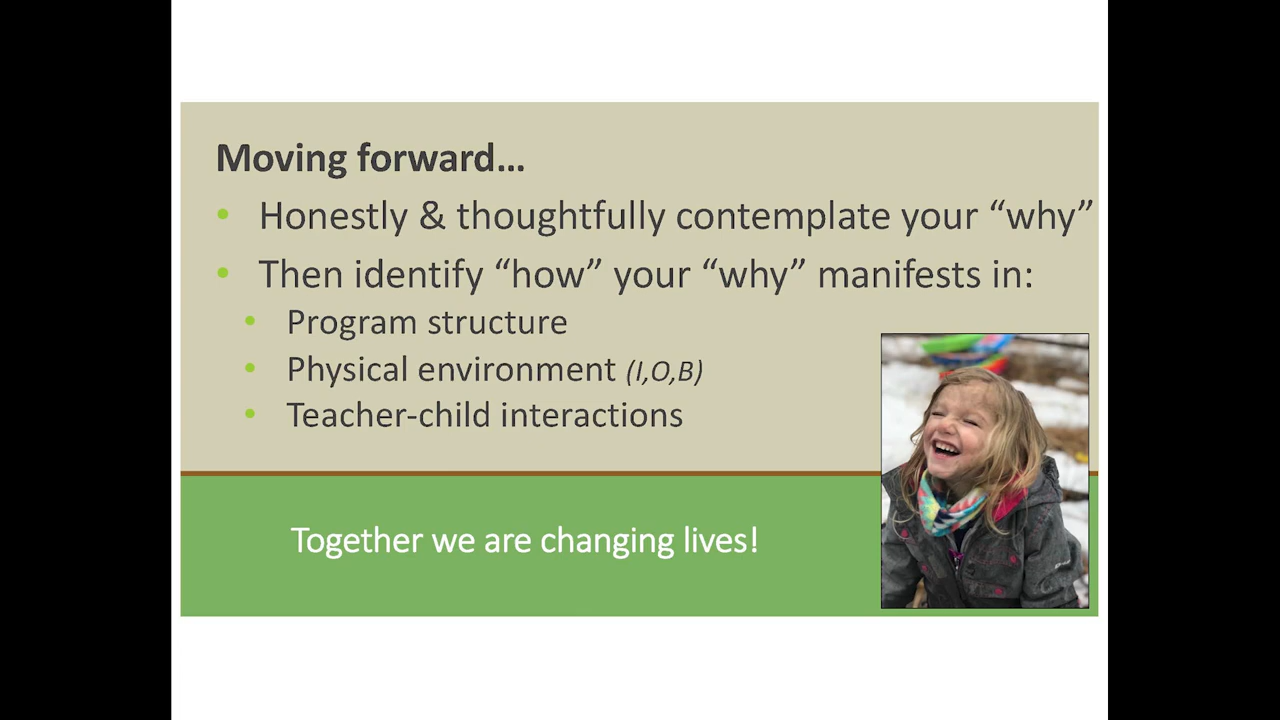 Moving forward…
• Honestly & thoughtfully contemplate your “why”
• Then identify “how” your “why” manifests in:
• Program structure
• Physical environment (I,O,B)
• Teacher-child interactions
Together we are changing lives!